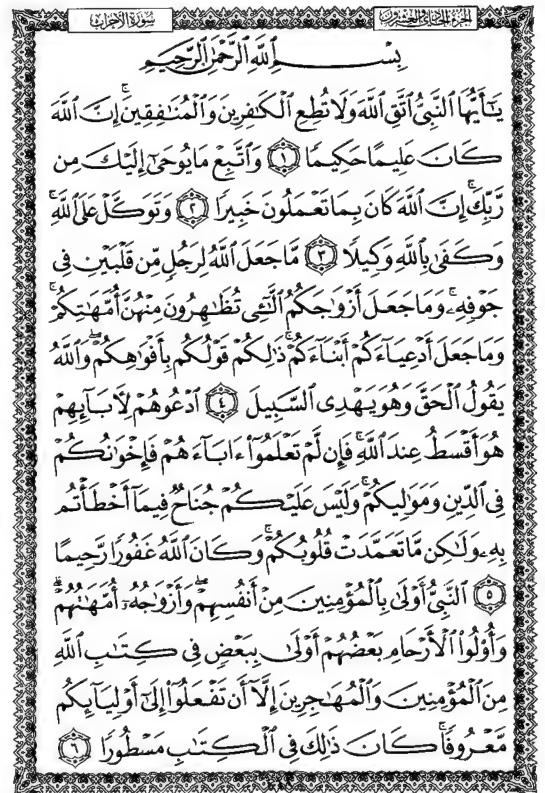 الجزء الحادي والعشرون سورة الأحزاب
بِسْمِ ٱللَّهِ ٱلرَّحْمَٰنِ ٱلرَّحِيمِ
يَٰٓأَيُّهَا ٱلنَّبِىُّ ٱتَّقِ ٱللَّهَ وَلَا تُطِعِ ٱلْكَٰفِرِينَ وَٱلْمُنَٰفِقِينَۗ إِنَّ ٱللَّهَ
كَانَ عَلِيمًا حَكِيمًا ١ وَٱتَّبِعْ مَا يُوحَىٰٓ إِلَيْكَ مِن
رَّبِّكَۚ إِنَّ ٱللَّهَ كَانَ بِمَا تَعْمَلُونَ خَبِيرًا ٢ وَتَوَكَّلْ عَلَى ٱللَّهِۚ
وَكَفَىٰ بِٱللَّهِ وَكِيلًا ٣ مَّا جَعَلَ ٱللَّهُ لِرَجُلٍ مِّن قَلْبَيْنِ فِى
جَوْفِهِۦۚ وَمَا جَعَلَ أَزْوَٰجَكُمُ ٱلَّٰٓـِٔى تُظَٰهِرُونَ مِنْهُنَّ أُمَّهَٰتِكُمْۚ
وَمَا جَعَلَ أَدْعِيَآءَكُمْ أَبْنَآءَكُمْۚ ذَٰلِكُمْ قَوْلُكُم بِأَفْوَٰهِكُمْۖ وَٱللَّهُ
يَقُولُ ٱلْحَقَّ وَهُوَ يَهْدِى ٱلسَّبِيلَ ٤ ٱدْعُوهُمْ لِـَٔابَآئِهِمْ
هُوَ أَقْسَطُ عِندَ ٱللَّهِۚ فَإِن لَّمْ تَعْلَمُوٓا۟ ءَابَآءَهُمْ فَإِخْوَٰنُكُمْ
فِى ٱلدِّينِ وَمَوَٰلِيكُمْۚ وَلَيْسَ عَلَيْكُمْ جُنَاحٌ فِيمَآ أَخْطَأْتُم
بِهِۦ وَلَٰكِن مَّا تَعَمَّدَتْ قُلُوبُكُمْۚ وَكَانَ ٱللَّهُ غَفُورًا رَّحِيمًا
٥ ٱلنَّبِىُّ أَوْلَىٰ بِٱلْمُؤْمِنِينَ مِنْ أَنفُسِهِمْۖ وَأَزْوَٰجُهُۥٓ أُمَّهَٰتُهُمْۗ
وَأُو۟لُوا۟ ٱلْأَرْحَامِ بَعْضُهُمْ أَوْلَىٰ بِبَعْضٍ فِى كِتَٰبِ ٱللَّهِ
مِنَ ٱلْمُؤْمِنِينَ وَٱلْمُهَٰجِرِينَ إِلَّآ أَن تَفْعَلُوٓا۟ إِلَىٰٓ أَوْلِيَآئِكُم
مَّعْرُوفًاۚ كَانَ ذَٰلِكَ فِى ٱلْكِتَٰبِ مَسْطُورًا ٦